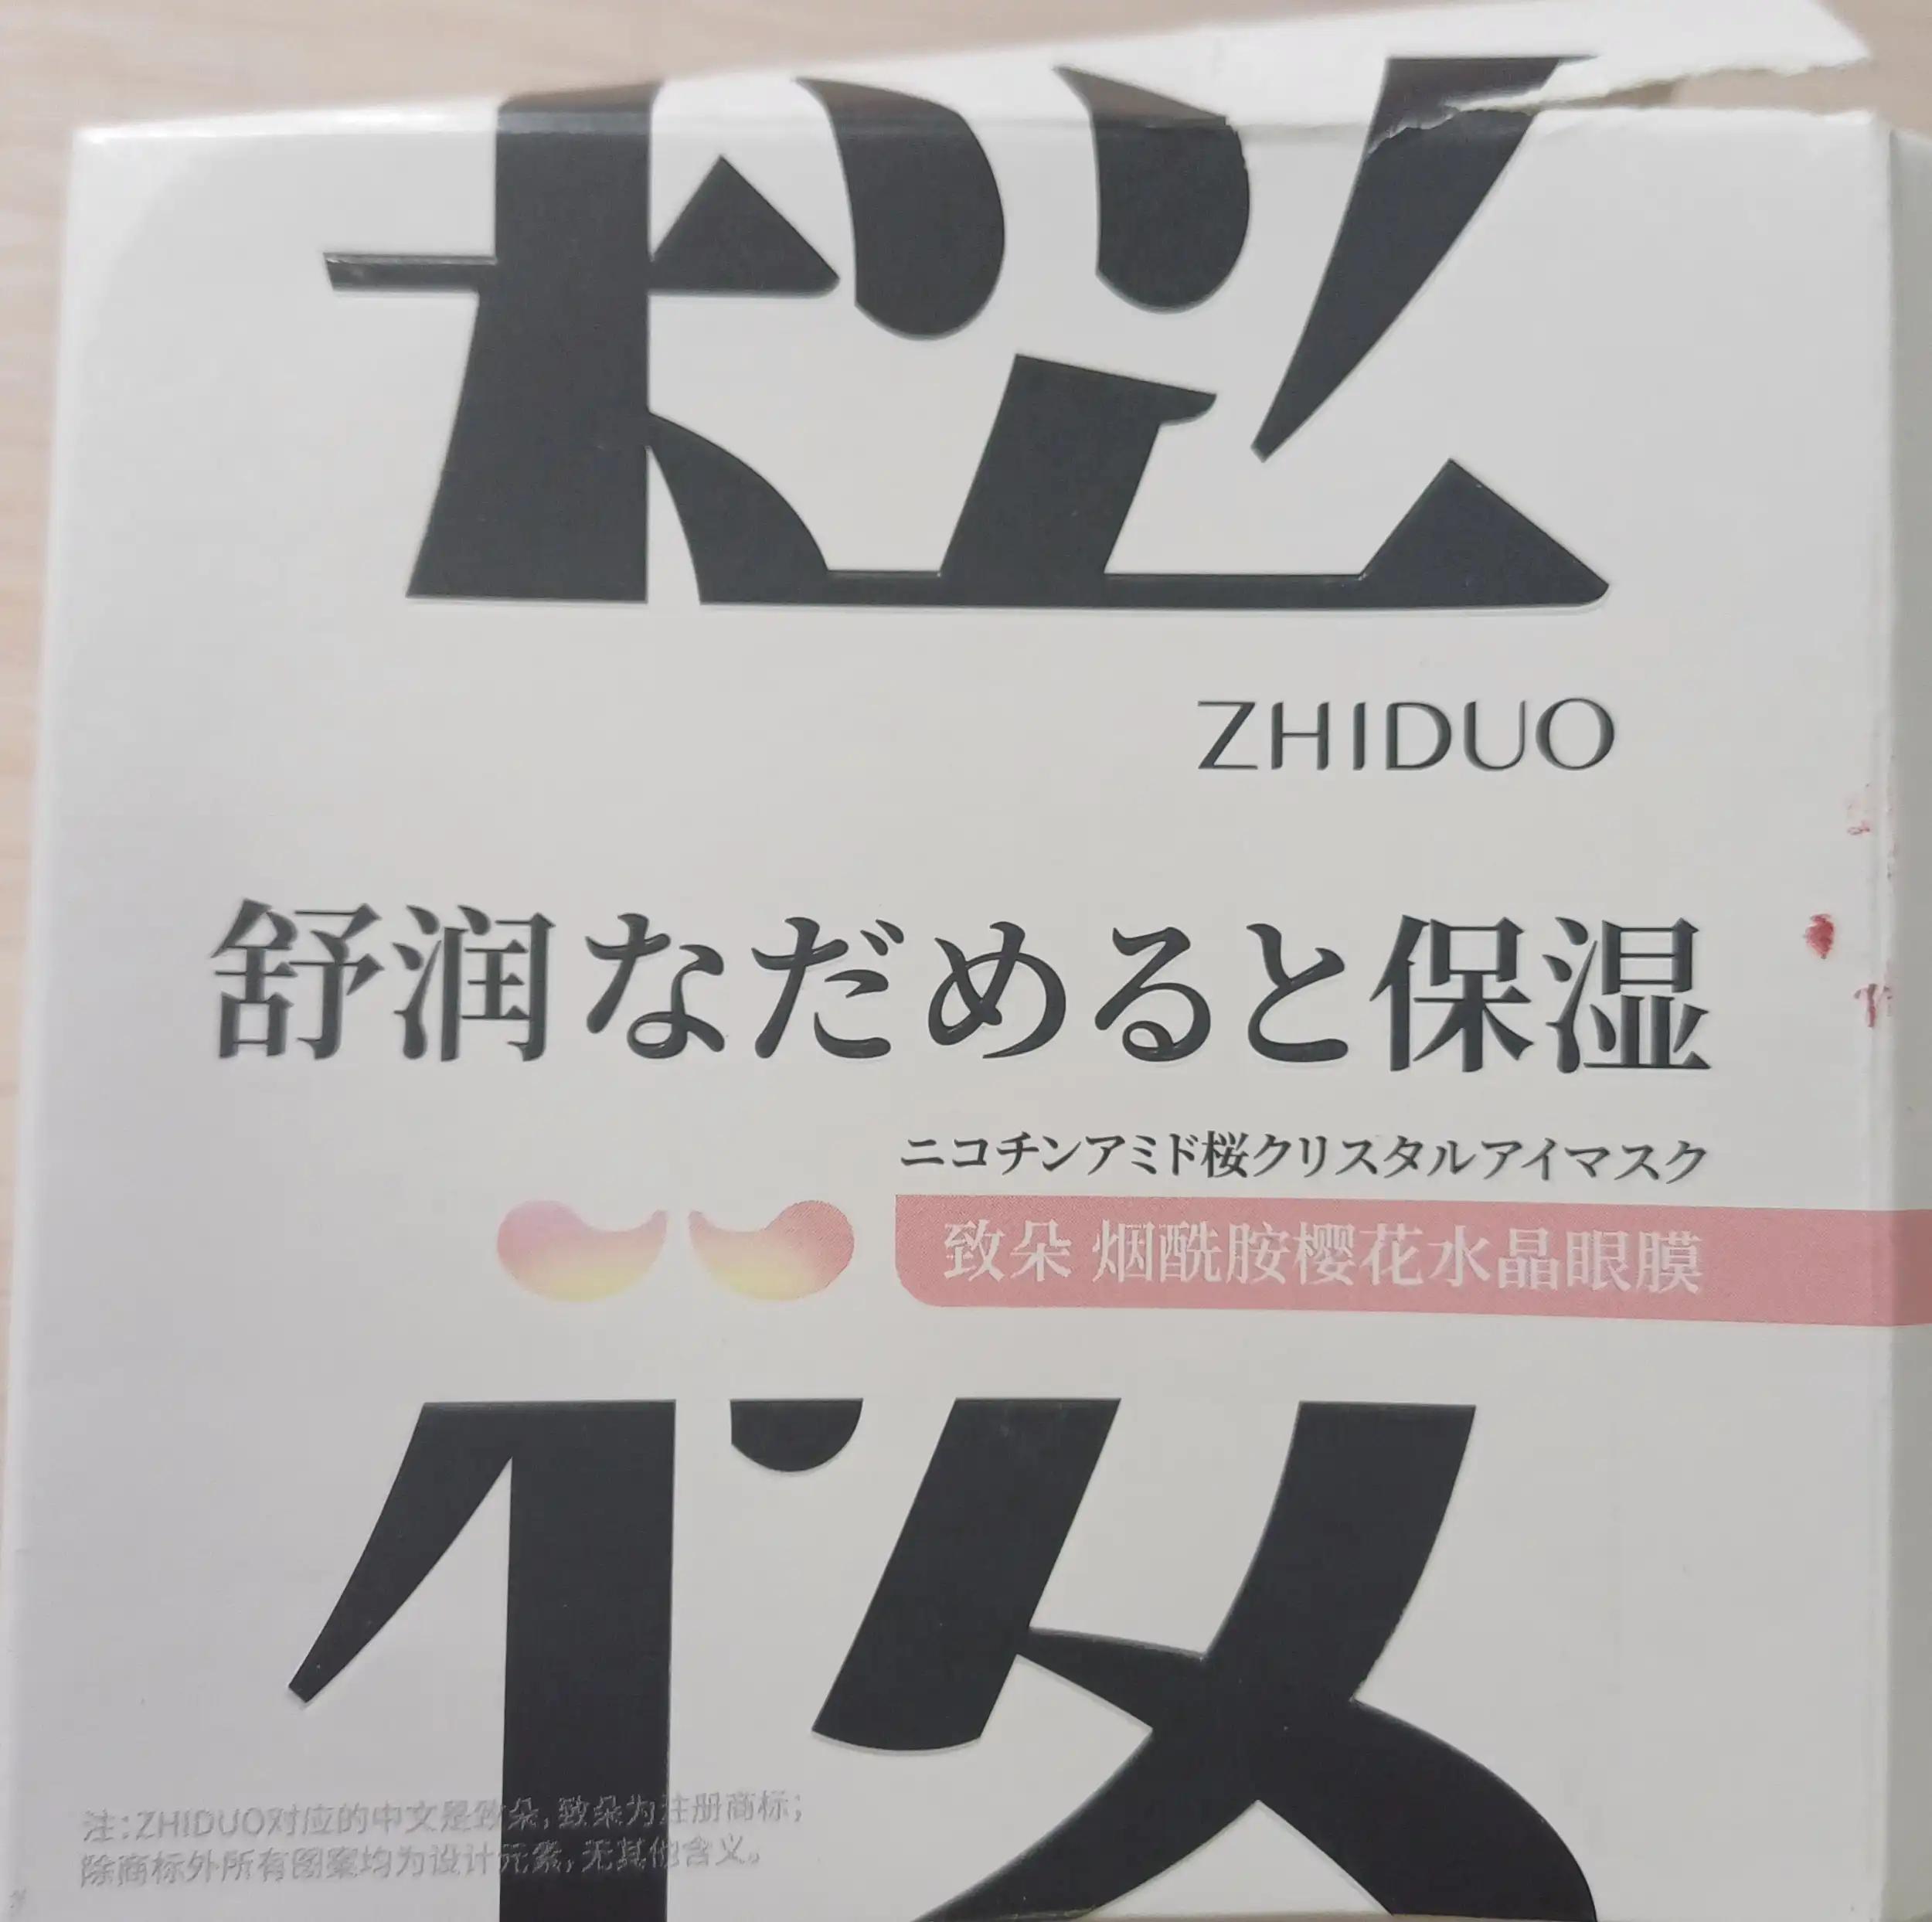 桜
ZHIDUO
舒润なだめると保湿
ニコチンアミド桜クリスタルアイマスク
致朵 烟酰胺樱花水晶眼膜
注:ZHIDUO对应的中文是致朵,致朵为注册商标;
除商标外所有图案均为设计元素,无其他含义。